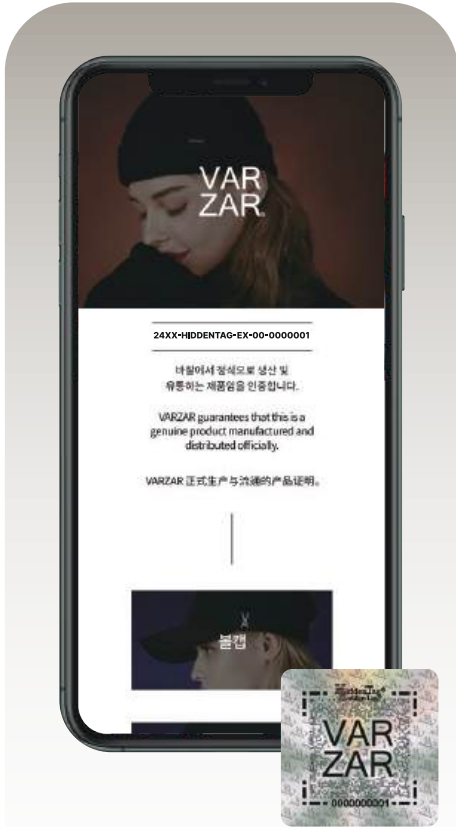 VAR
ZAR
24XX-HIDDENTAG-EX-00-0000001
바잘에서 정식으로 생산 및
유통하는 제품임을 인증합니다.
VARZAR guarantees that this is a
genuine product manufactured and
distributed officially.
VARZAR 正式生产与流通的产品证明。
볼캡
HiddenTag®
VAR
ZAR
0000000001